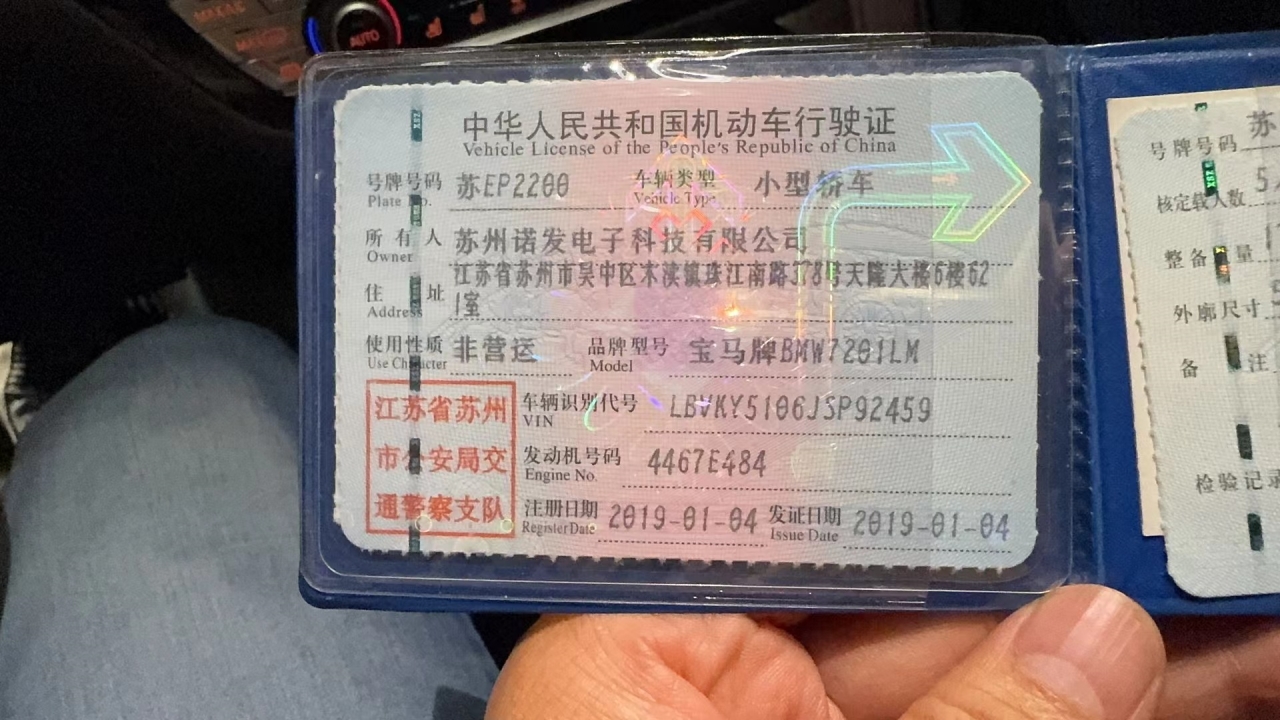 AUTO
中华人民共和国机动车行驶证
Vehicle License of the People's Republic of China
号牌号码 苏EP2200 车辆类型 小型轿车
Plate No. Vehicle Type
所有人 苏州诺发电子科技有限公司
Owner
江苏省苏州市吴中区木渎镇珠江南路378号天隆大楼6楼62
住址 1室
Address
使用性质 非营运 品牌型号 宝马牌BMW7201LM
Use Character Model
江苏省苏州
市公安局交
通警察支队
车辆识别代号 LBVKY5106JSP92459
VIN
发动机号码 4467E484
Engine No.
注册日期 2019-01-04 发证日期 2019-01-04
Register Date Issue Date
号牌号码 苏
核定载人数 5
整备 量
外廓尺寸
备 注
检验记录